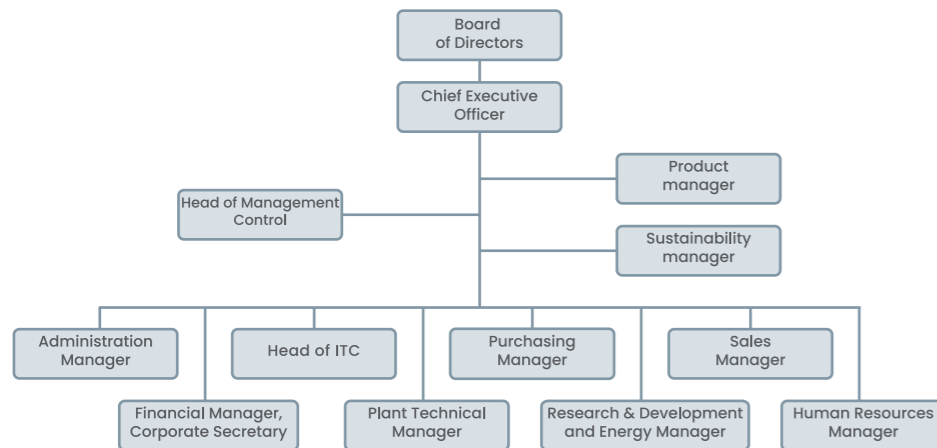 Board
of Directors
Chief Executive
Officer
Product
manager
Head of Management
Control
Sustainability
manager
Administration
Manager
Head of ITC
Purchasing
Manager
Sales
Manager
Financial Manager,
Corporate Secretary
Plant Technical
Manager
Research & Development
and Energy Manager
Human Resources
Manager